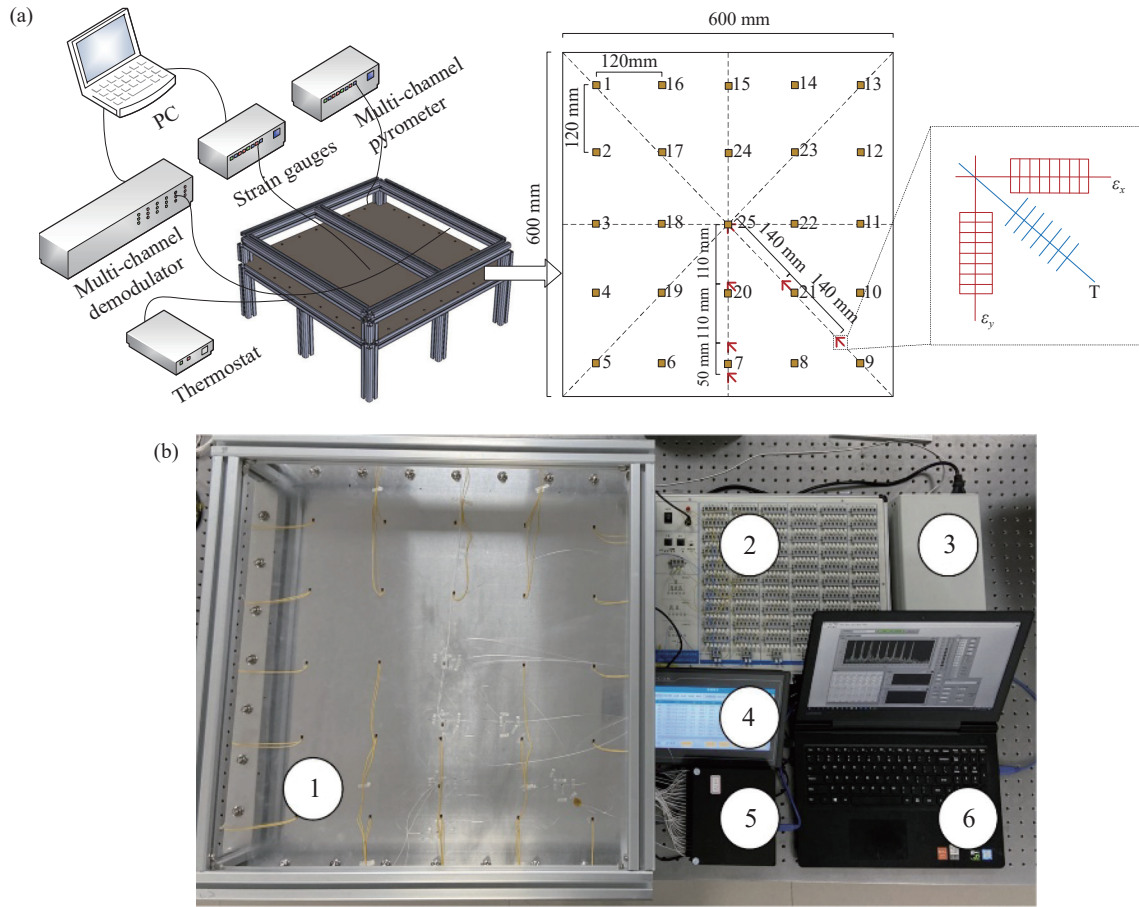 (a)
PC
Strain gauges
Multi-channel
pyrometer
Multi-channel
demodulator
Thermostat
600 mm
600 mm
120mm
120 mm
1
16
15
14
13
2
17
24
23
12
3
18
25
22
11
4
19
20
21
10
5
6
7
8
9
110 mm
110 mm
50 mm
140 mm
140 mm
εx
εy
T
(b)
1
2
3
4
5
6